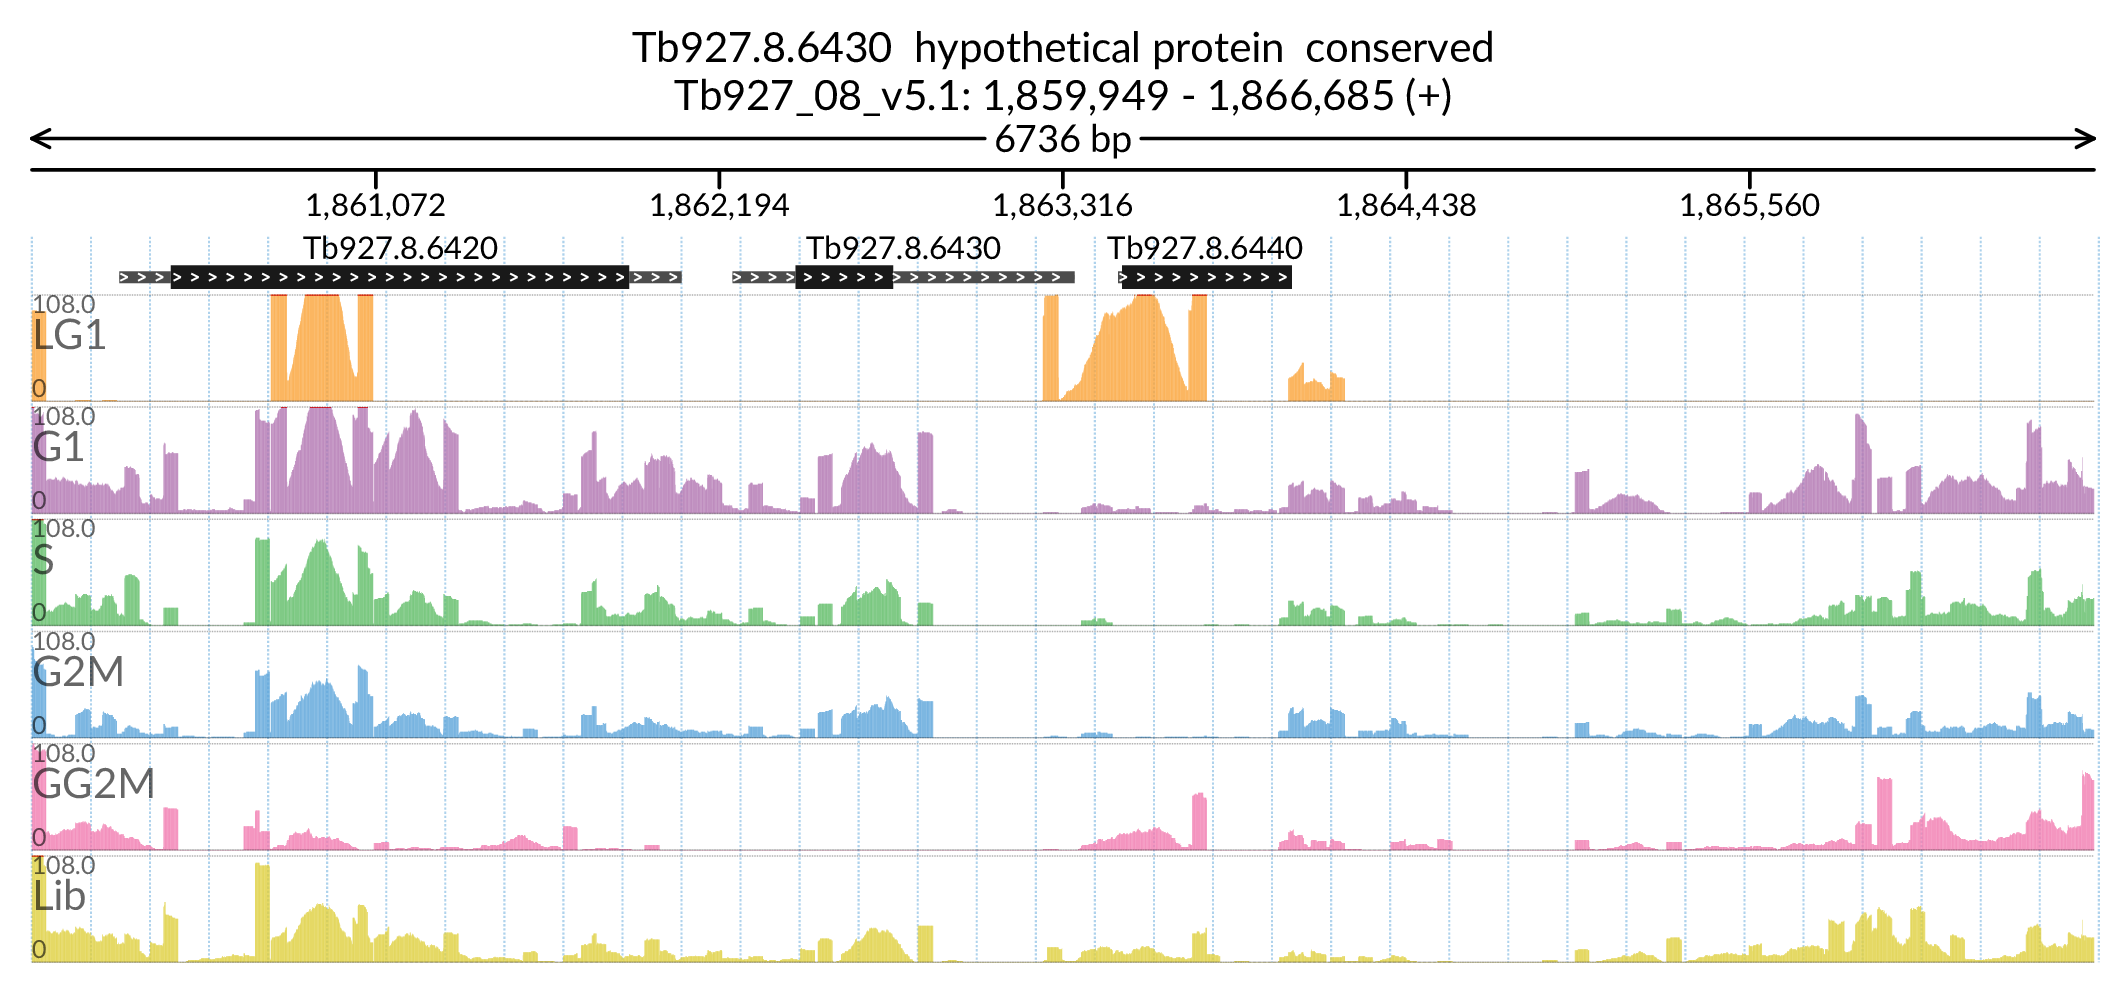 Tb927.8.6430  hypothetical protein  conserved
Tb927_08_v5.1: 1,859,949 - 1,866,685 (+)
6736 bp
1,861,072 1,862,194 1,863,316 1,864,438 1,865,560
Tb927.8.6420 Tb927.8.6430 Tb927.8.6440
108.0
LG1
0
108.0
G1
0
108.0
S
0
108.0
G2M
0
108.0
GG2M
0
108.0
Lib
0